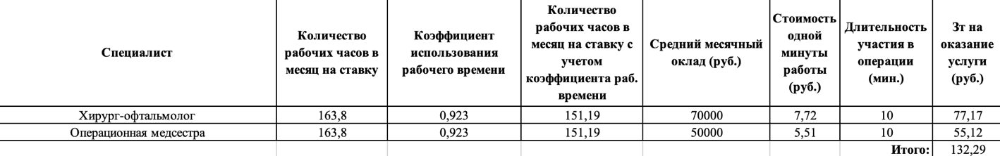 Специалист
Количество
рабочих часов в
месяц на ставку
Коэффициент
использования
рабочего времени
Количество
рабочих часов в
месяц на ставку с
учетом
коэффициента раб.
времени
Средний месячный
оклад (руб.)
Стоимость
одной
минуты
работы
(руб.)
Длительность
участия в
операции
(мин.)
Зт на
оказание
услуги
(руб.)
Хирург-офтальмолог 163,8 0,923 151,19 70000 7,72 10 77,17
Операционная медсестра 163,8 0,923 151,19 50000 5,51 10 55,12
Итого: 132,29